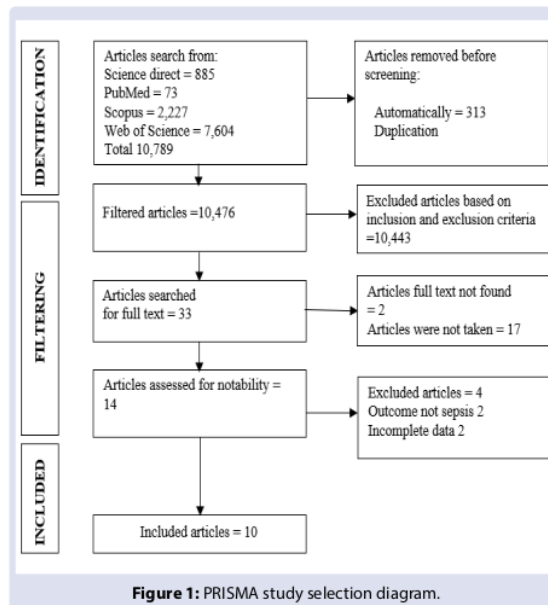 IDENTIFICATION
Articles search from:
Science direct = 885
PubMed = 73
Scopus = 2,227
Web of Science = 7,604
Total 10,789
Articles removed before
screening:
Automatically = 313
Duplication
FILTERING
Filtered articles =10,476
Excluded articles based on
inclusion and exclusion criteria
=10,443
Articles searched
for full text = 33
Articles full text not found
= 2
Articles were not taken = 17
Articles assessed for notability =
14
Excluded articles = 4
Outcome not sepsis 2
Incomplete data 2
INCLUDED
Included articles = 10
Figure 1: PRISMA study selection diagram.